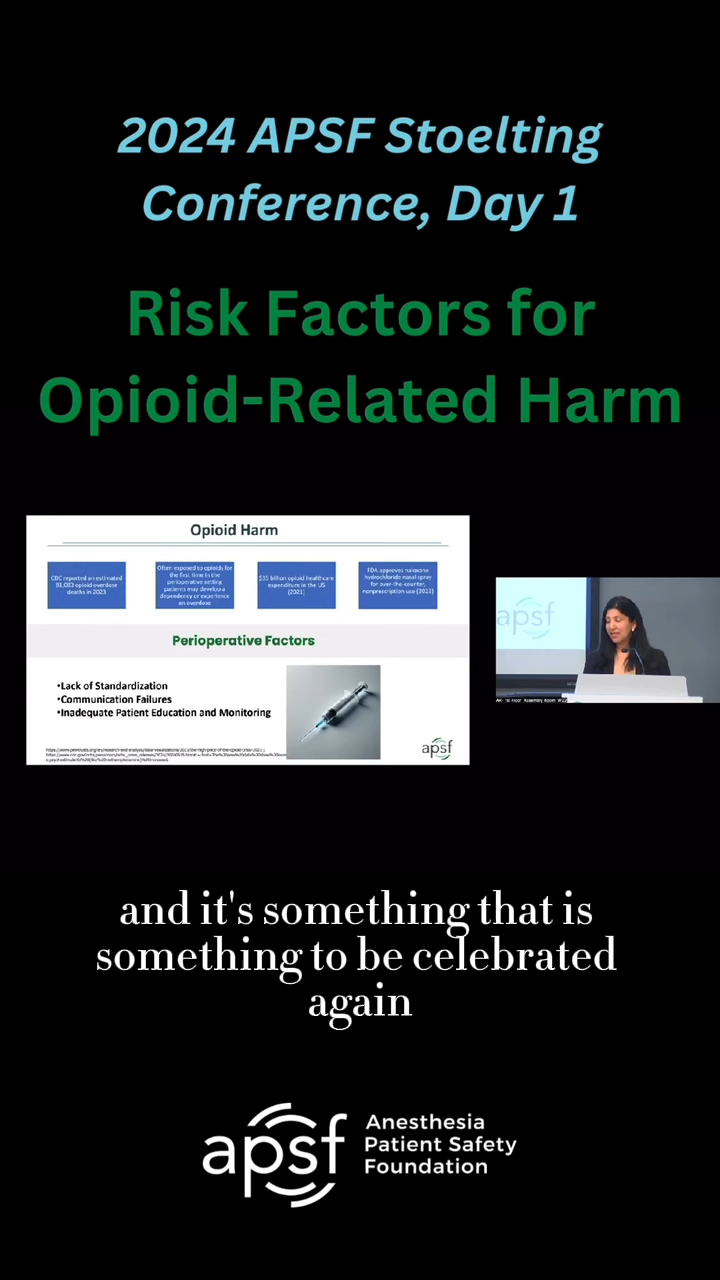 2024 APSF Stoelting
Conference, Day 1
Risk Factors for
Opioid-Related Harm
Opioid Harm
CDC reported an estimated
81,083 opioid overdose
deaths in 2023
Often exposed to opioids for
the first time in the
perioperative setting
patients may develop a
dependency or experience
an overdose
$35 billion opioid healthcare
expenditure in the US
(2021)
FDA approves naloxone
hydrochloride nasal spray
for over-the-counter,
nonprescription use (2023)
Perioperative Factors
•Lack of Standardization
•Communication Failures
•Inadequate Patient Education and Monitoring
apsf
apsf
and it's something that is
something to be celebrated
again
apsf
Anesthesia
Patient Safety
Foundation